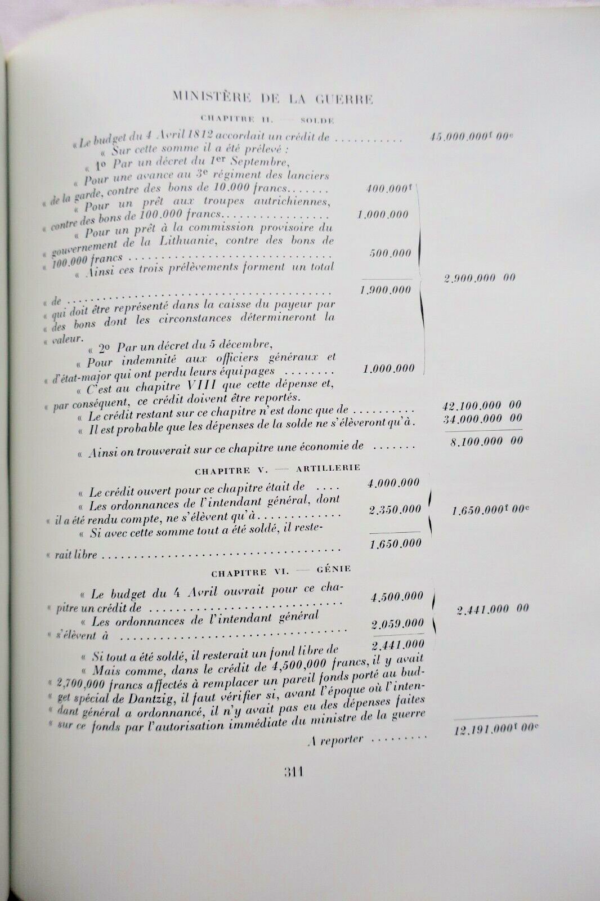 MINISTÈRE DE LA GUERRE
CHAPITRE II. — SOLDE
« Le budget du 4 Avril 1812 accordait un crédit de ........... 45,000,000f 00c
« Sur cette somme il a été prélevé :
« 1º Par un décret du 1er Septembre,
« Pour une avance au 3e régiment des lanciers
« de la garde, contre des bons de 10,000 francs....... 400,000f
« Pour un prêt aux troupes autrichiennes,
« contre des bons de 100,000 francs................. 1,000,000
« Pour un prêt à la commission provisoire du
« gouvernement de la Lithuanie, contre des bons de
« 100,000 francs ................................ 500,000
« Ainsi ces trois prélèvements forment un total
2,900,000 00
« de ........................................ 1,900,000
« qui doit être représenté dans la caisse du payeur par
« des bons dont les circonstances détermineront la
« valeur.
« 2º Par un décret du 5 décembre,
« Pour indemnité aux officiers généraux et
« d'état-major qui ont perdu leurs équipages ........ 1,000,000
« C'est au chapitre VIII que cette dépense et,
« par conséquent, ce crédit doivent être reportés.
« Le crédit restant sur ce chapitre n'est donc que de .......... 42,100,000 00
« Il est probable que les dépenses de la solde ne s'élèveront qu'à. 34,000,000 00
« Ainsi on trouverait sur ce chapitre une économie de ....... 8,100,000 00
CHAPITRE V. — ARTILLERIE
« Le crédit ouvert pour ce chapitre était de .... 4,000,000
« Les ordonnances de l'intendant général, dont
« il a été rendu compte, ne s'élèvent qu'à............. 2,350,000 1,650,000f 00c
« Si avec cette somme tout a été soldé, il reste-
« rait libre ..................................... 1,650,000
CHAPITRE VI. — GÉNIE
« Le budget du 4 Avril ouvrait pour ce cha-
« pitre un crédit de .............................. 4,500,000
2,441,000 00
« Les ordonnances de l'intendant général
« s'élèvent à ................................... 2,059,000
« Si tout a été soldé, il resterait un fond libre de 2,441,000
« Mais comme, dans le crédit de 4,500,000 francs, il y avait
« 2,700,000 francs affectés à remplacer un pareil fonds porté au bud-
« get spécial de Dantzig, il faut vérifier si, avant l'époque où l'inten-
« dant général a ordonnancé, il n'y avait pas eu des dépenses faites
« sur ce fonds par l'autorisation immédiate du ministre de la guerre
A reporter ......... 12,191,000f 00c
311